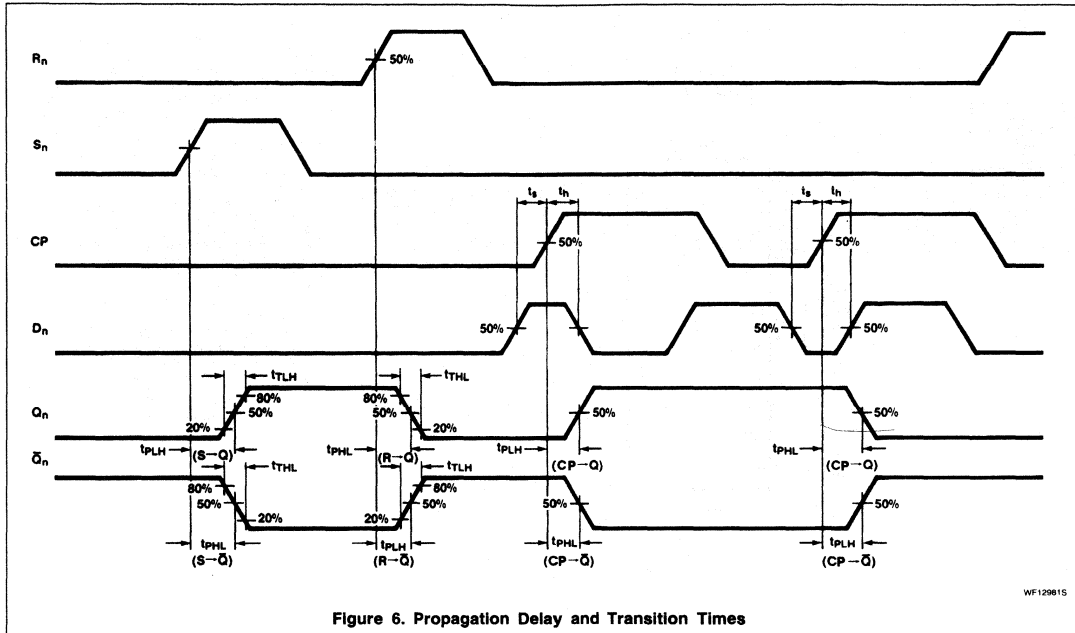 Rn
50%
Sn
ts th ts th
CP
50% 50%
Dn
50% 50% 50%
tTLH tTHL
Qn
80% 80%
50% 50% 50% 50%
20% 20%
tPLH (S→Q) tPHL (R→Q) tPLH (CP→Q) tPHL (CP→Q)
Q̄n
tTHL tTLH
80% 80%
50% 50% 50% 50%
20% 20%
tPHL tPLH tPHL tPLH
(S→Q̄) (R→Q̄) (CP→Q̄) (CP→Q̄)
WF12981S
Figure 6. Propagation Delay and Transition Times